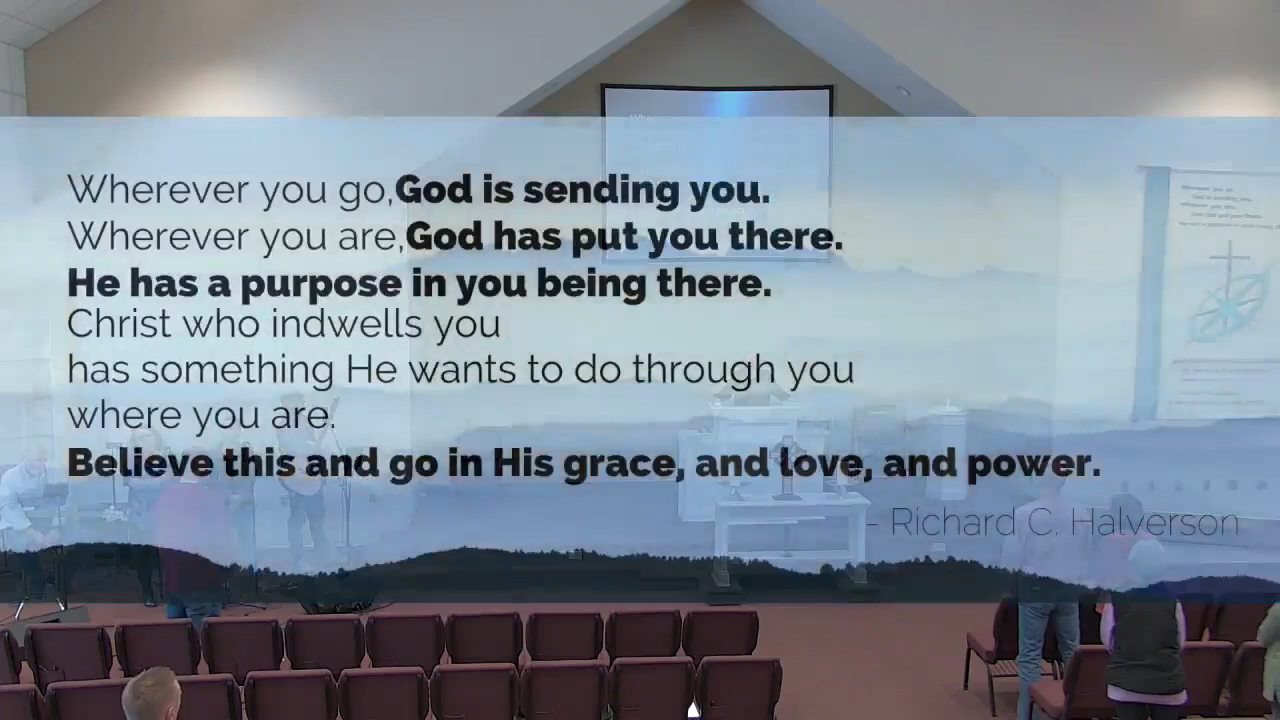 Wherever you go,God is sending you.
Wherever you are,God has put you there.
He has a purpose in you being there.
Christ who indwells you
has something He wants to do through you
where you are.
Believe this and go in His grace, and love, and power.
- Richard C. Halverson